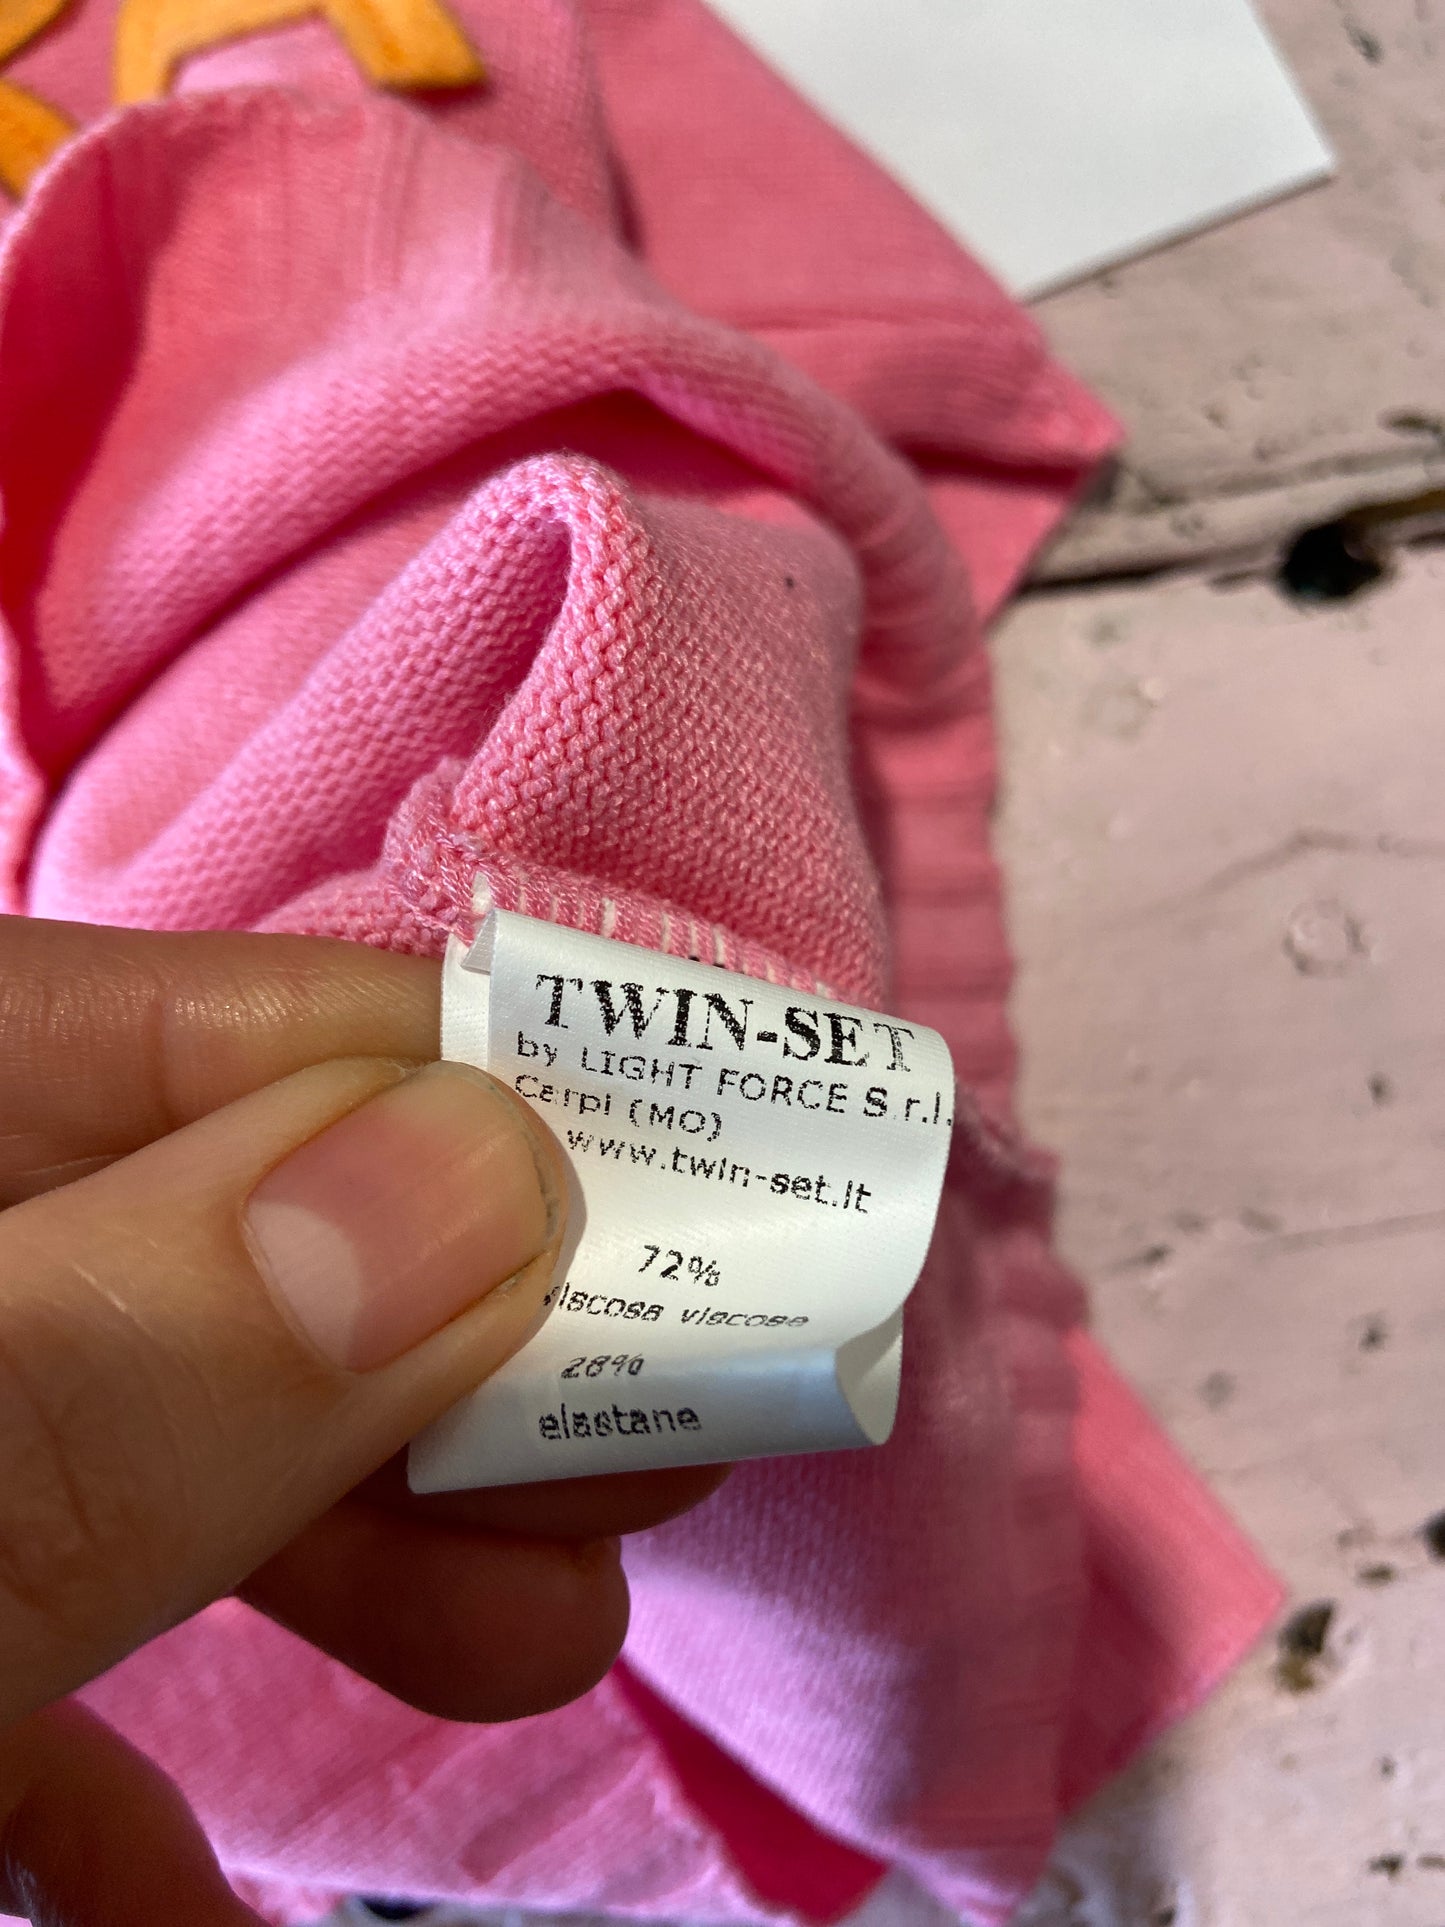 TWIN-SET
by LIGHT FORCE S.r.l.
Carpi (MO)
www.twin-set.it
72%
viscosa viscose
28%
elastane